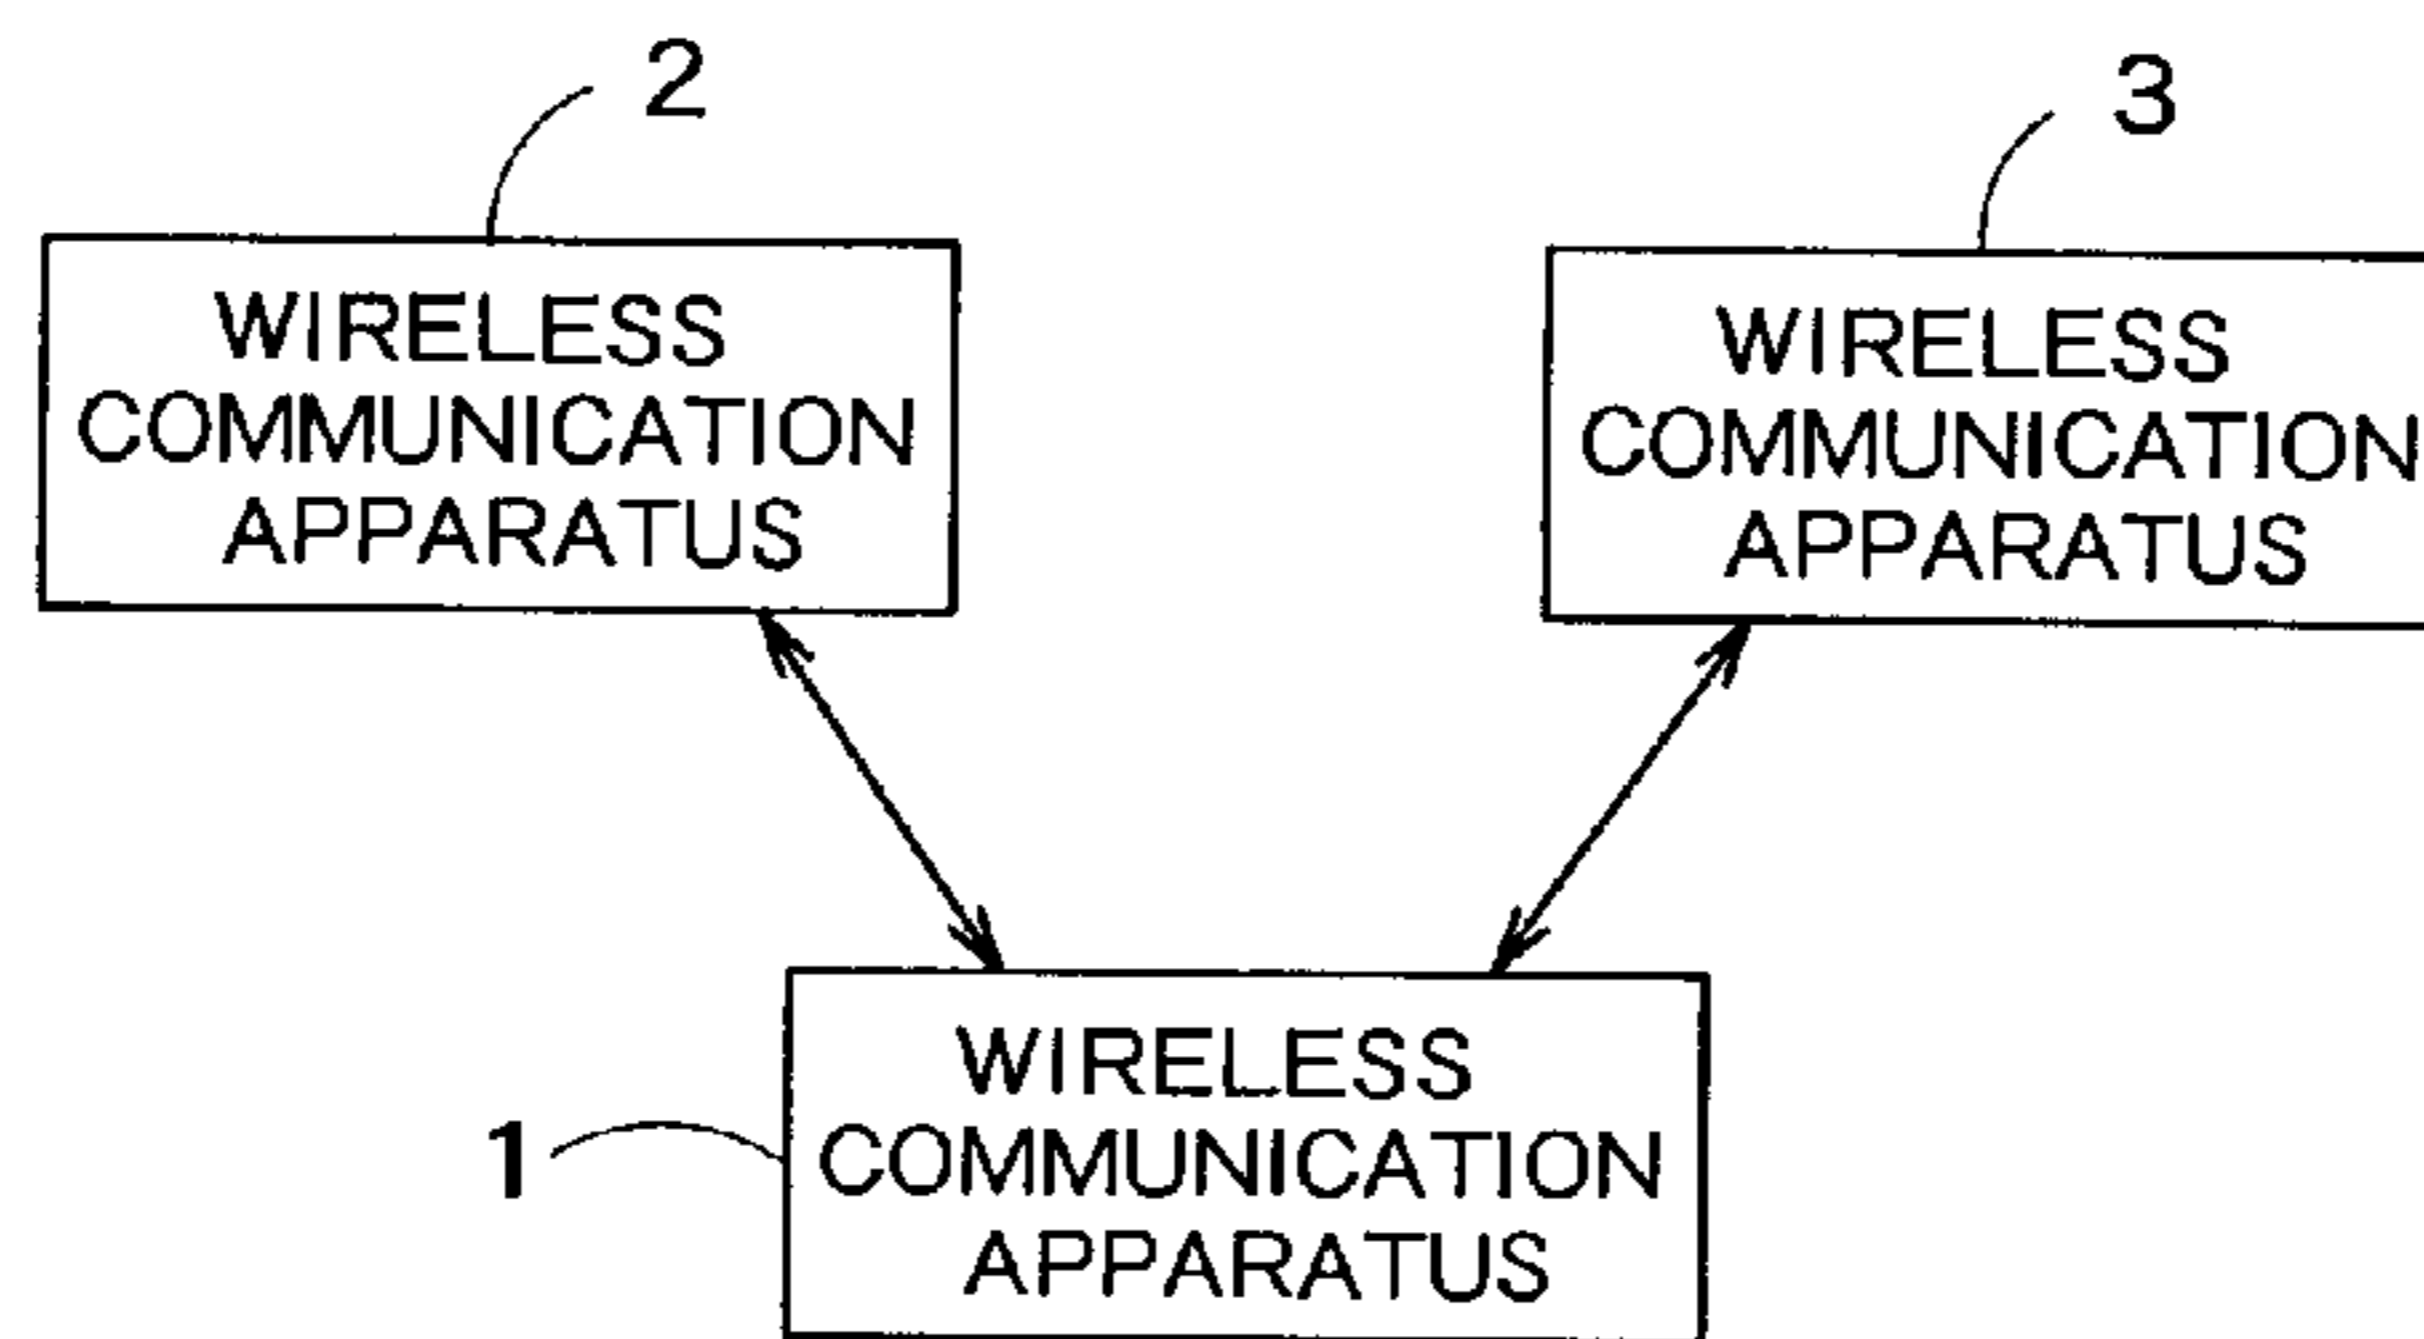 2
WIRELESS
COMMUNICATION
APPARATUS
3
WIRELESS
COMMUNICATION
APPARATUS
1
WIRELESS
COMMUNICATION
APPARATUS